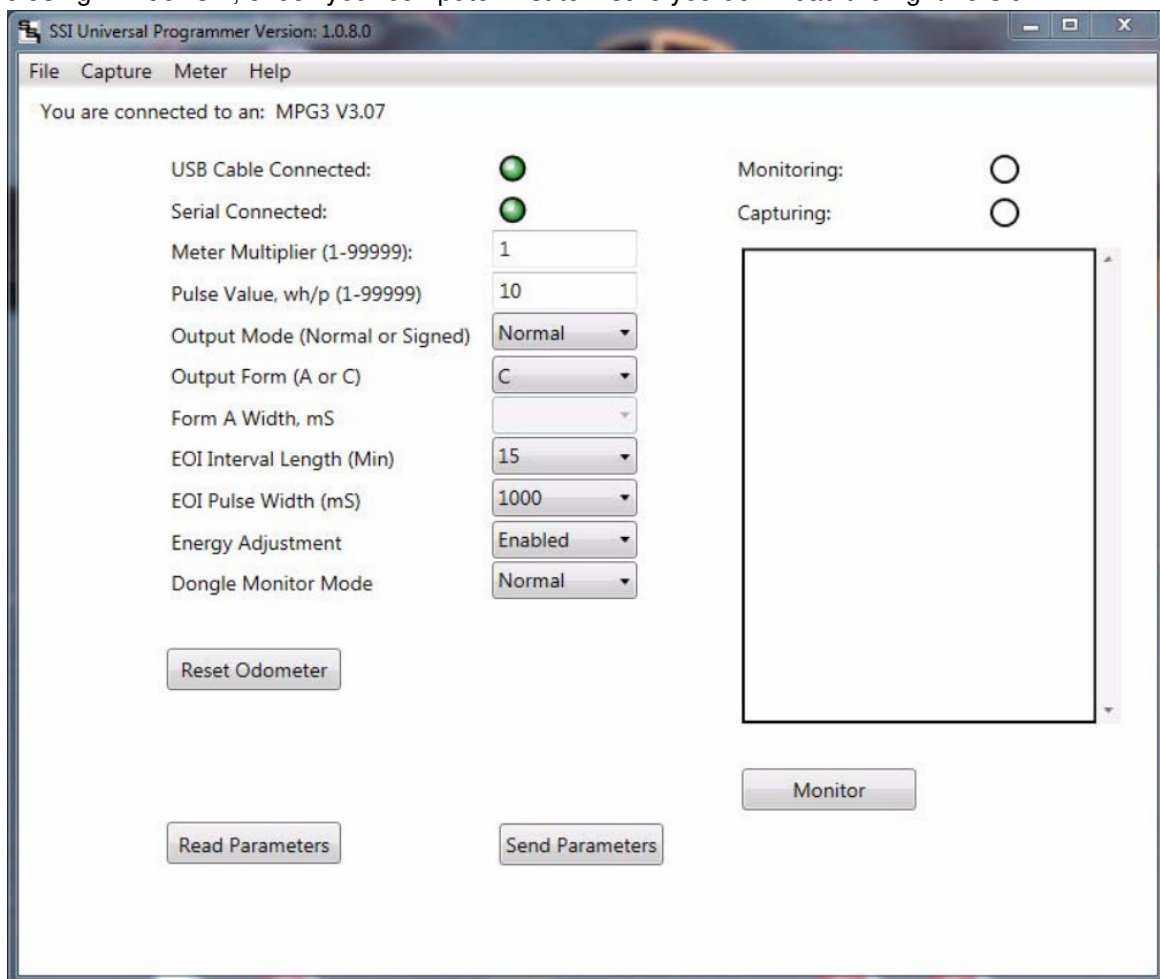 SSI Universal Programmer Version: 1.0.8.0
File Capture Meter Help
You are connected to an: MPG3 V3.07
USB Cable Connected:
Serial Connected:
Meter Multiplier (1-99999): 1
Pulse Value, wh/p (1-99999) 10
Output Mode (Normal or Signed) Normal
Output Form (A or C) C
Form A Width, mS
EOI Interval Length (Min) 15
EOI Pulse Width (mS) 1000
Energy Adjustment Enabled
Dongle Monitor Mode Normal
Reset Odometer
Read Parameters
Send Parameters
Monitoring:
Capturing:
Monitor